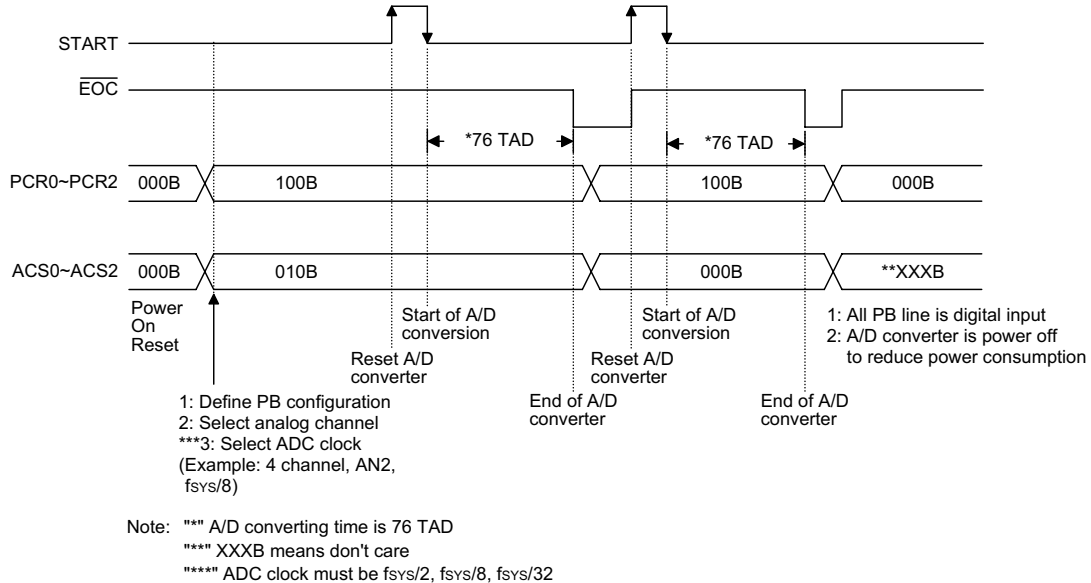 START
EOC
*76 TAD
*76 TAD
PCR0~PCR2
000B
100B
100B
000B
ACS0~ACS2
000B
010B
000B
**XXXB
Power
On
Reset
Start of A/D
conversion
Start of A/D
conversion
1: All PB line is digital input
2: A/D converter is power off
to reduce power consumption
Reset A/D
converter
Reset A/D
converter
1: Define PB configuration
2: Select analog channel
***3: Select ADC clock
(Example: 4 channel, AN2,
fSYS/8)
End of A/D
converter
End of A/D
converter
Note: "*" A/D converting time is 76 TAD
"**" XXXB means don't care
"***" ADC clock must be fSYS/2, fSYS/8, fSYS/32